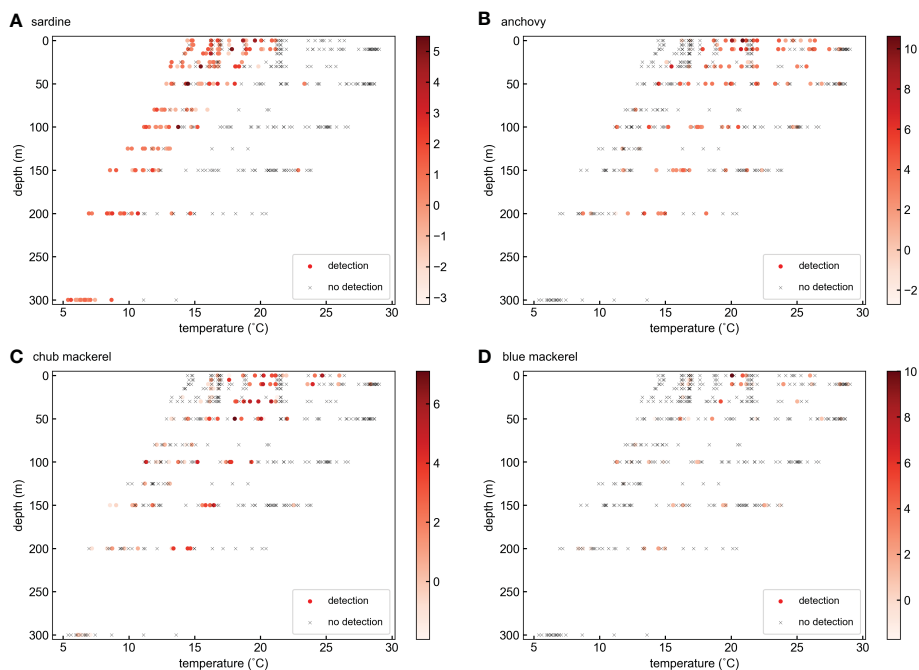 A sardine
0
50
100
150
200
250
300
depth (m)
5 10 15 20 25 30
temperature (˚C)
detection
no detection
5
4
3
2
1
0
−1
−2
−3
B anchovy
0
50
100
150
200
250
300
depth (m)
5 10 15 20 25 30
temperature (˚C)
detection
no detection
10
8
6
4
2
0
−2
C chub mackerel
0
50
100
150
200
250
300
depth (m)
5 10 15 20 25 30
temperature (˚C)
detection
no detection
6
4
2
0
D blue mackerel
0
50
100
150
200
250
300
depth (m)
5 10 15 20 25 30
temperature (˚C)
detection
no detection
10
8
6
4
2
0